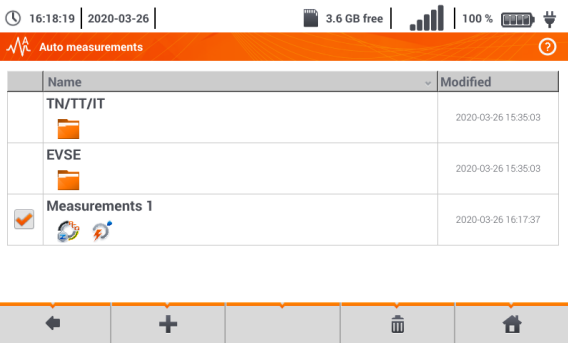 16:18:19 2020-03-26 3.6 GB free 100 %
Auto measurements ?
Name Modified
TN/TT/IT 2020-03-26 15:35:03
EVSE 2020-03-26 15:35:03
Measurements 1 2020-03-26 16:17:37